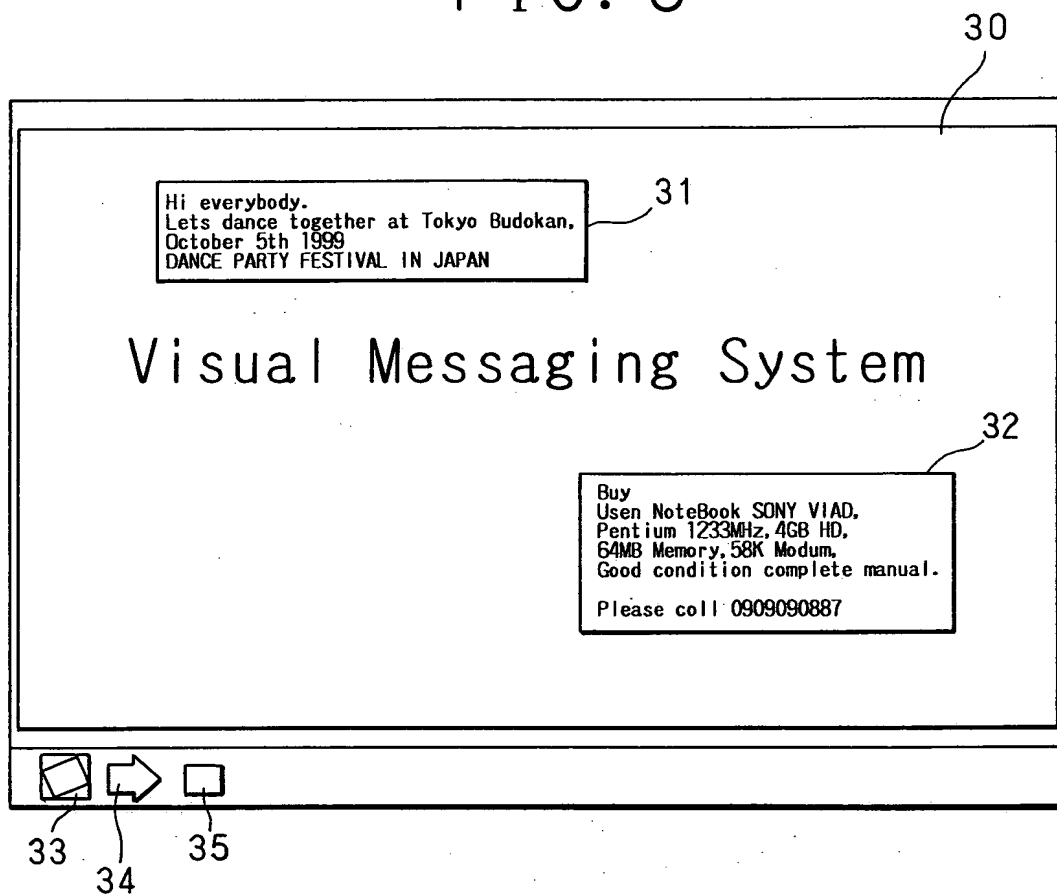 FIG.
30
Hi everybody.
Lets dance together at Tokyo Budokan,
October 5th 1999
DANCE PARTY FESTIVAL IN JAPAN
31
Visual Messaging System
32
Buy
Usen NoteBook SONY VIAD,
Pentium 1233MHz, 4GB HD,
64MB Memory, 58K Modum,
Good condition complete manual.
Please coll 0909090887
33
34
35